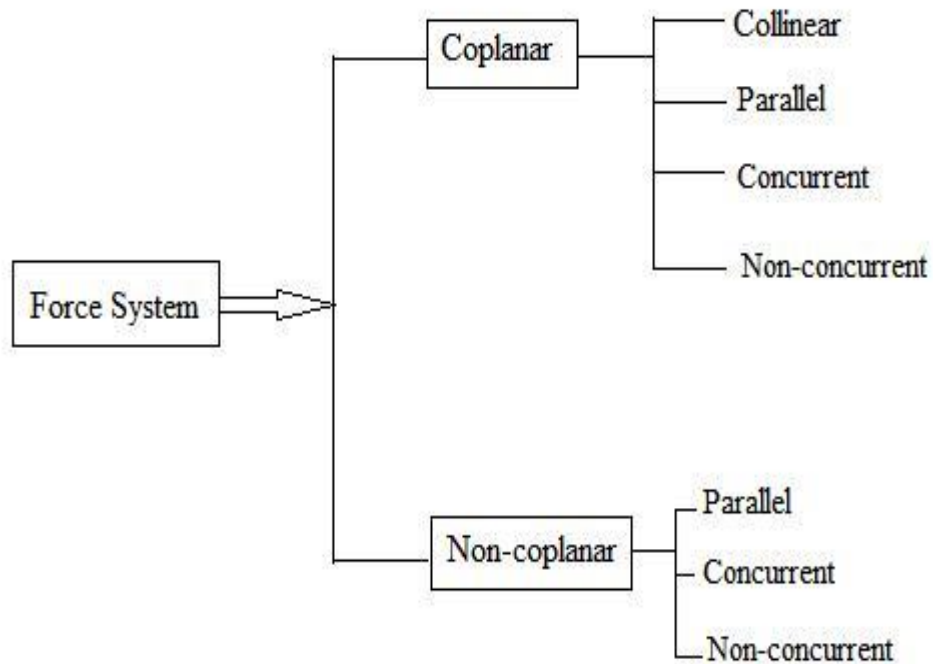 Force System
Coplanar
Collinear
Parallel
Concurrent
Non-concurrent
Non-coplanar
Parallel
Concurrent
Non-concurrent